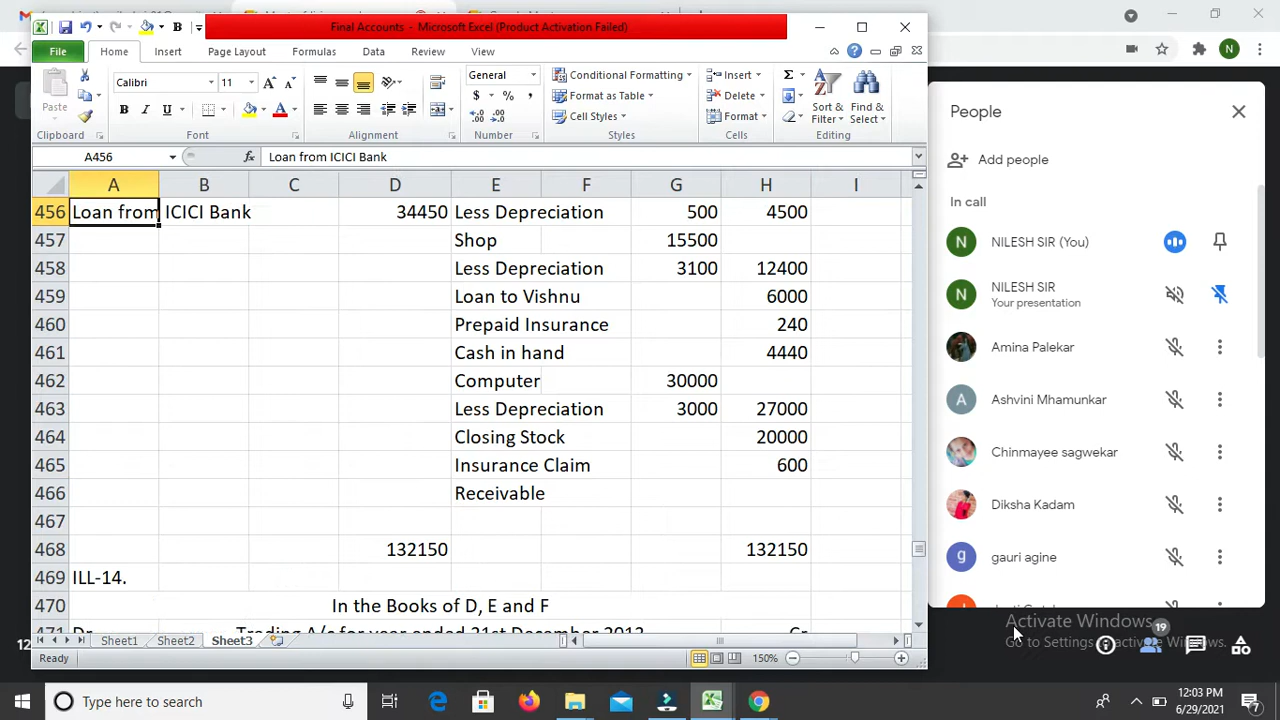 Final Accounts - Microsoft Excel (Product Activation Failed)
File Home Insert Page Layout Formulas Data Review View
Paste
Calibri 11
General
Conditional Formatting
Format as Table
Cell Styles
Insert
Delete
Format
Sort & Filter
Find & Select
Clipboard Font Alignment Number Styles Cells Editing
A456 fx Loan from ICICI Bank
A B C D E F G H I
456 Loan from ICICI Bank 34450 Less Depreciation 500 4500
457 Shop 15500
458 Less Depreciation 3100 12400
459 Loan to Vishnu 6000
460 Prepaid Insurance 240
461 Cash in hand 4440
462 Computer 30000
463 Less Depreciation 3000 27000
464 Closing Stock 20000
465 Insurance Claim 600
466 Receivable
467
468 132150 132150
469 ILL-14.
470 In the Books of D, E and F
471 Dr Trading A/c for year ended 31st December 2012 Cr
Sheet1 Sheet2 Sheet3
Ready 150%
N
People
Add people
In call
N NILESH SIR (You)
N NILESH SIR
Your presentation
Amina Palekar
A Ashvini Mhamunkar
Chinmayee sagwekar
Diksha Kadam
g gauri agine
Activate Windows
Go to Settings to activate Windows.
19
12
Type here to search
12:03 PM
6/29/2021
7